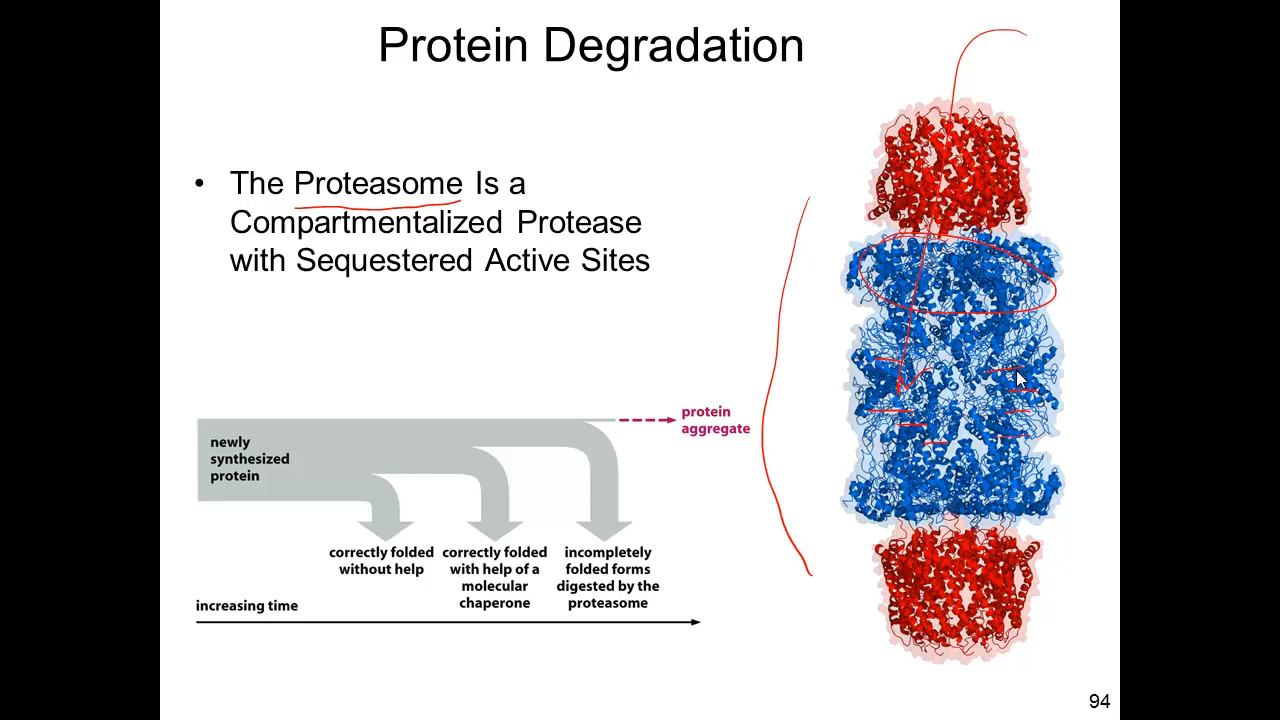 Protein Degradation
• The Proteasome Is a
Compartmentalized Protease
with Sequestered Active Sites
newly
synthesized
protein
protein
aggregate
correctly folded
without help
correctly folded
with help of a
molecular
chaperone
incompletely
folded forms
digested by the
proteasome
increasing time
94